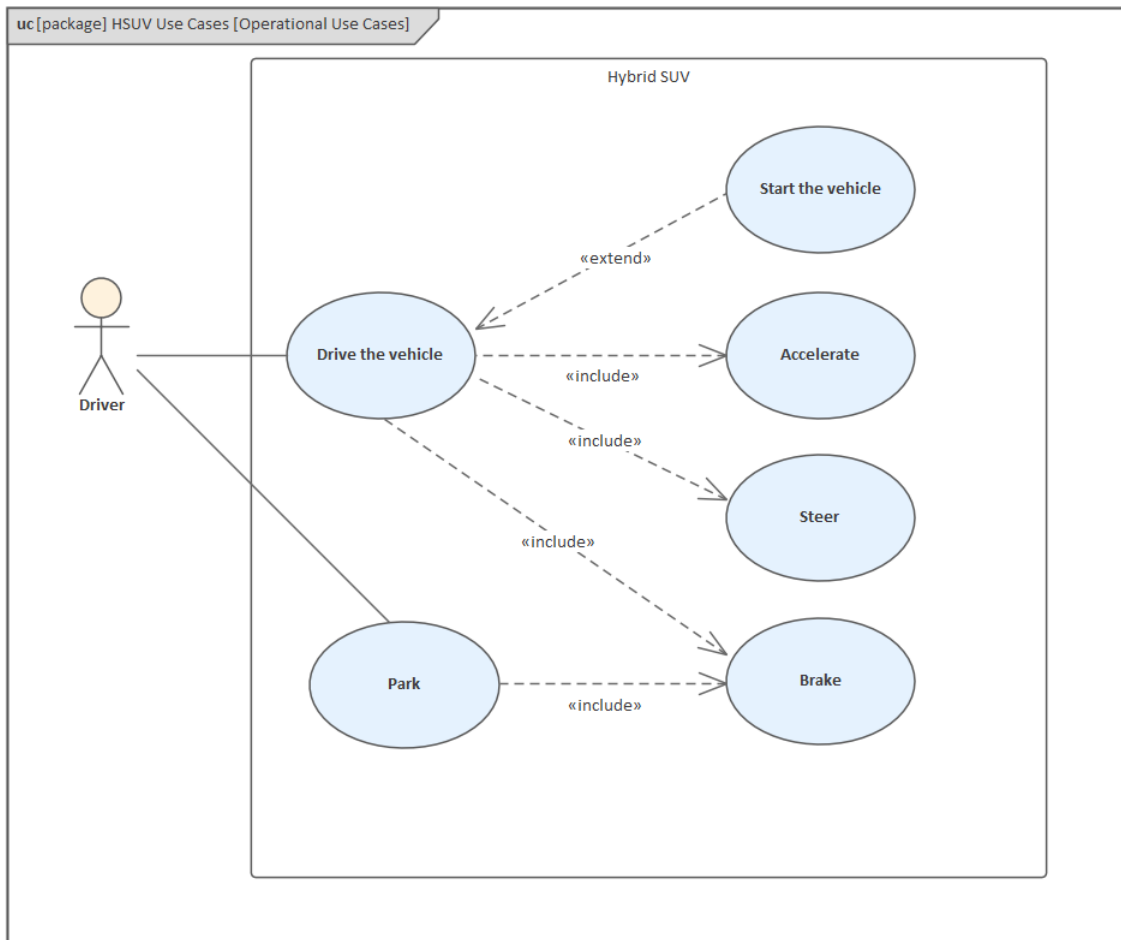 uc [package] HSUV Use Cases [Operational Use Cases]
Hybrid SUV
Start the vehicle
«extend»
Drive the vehicle
Accelerate
«include»
Driver
«include»
Steer
«include»
Park
Brake
«include»